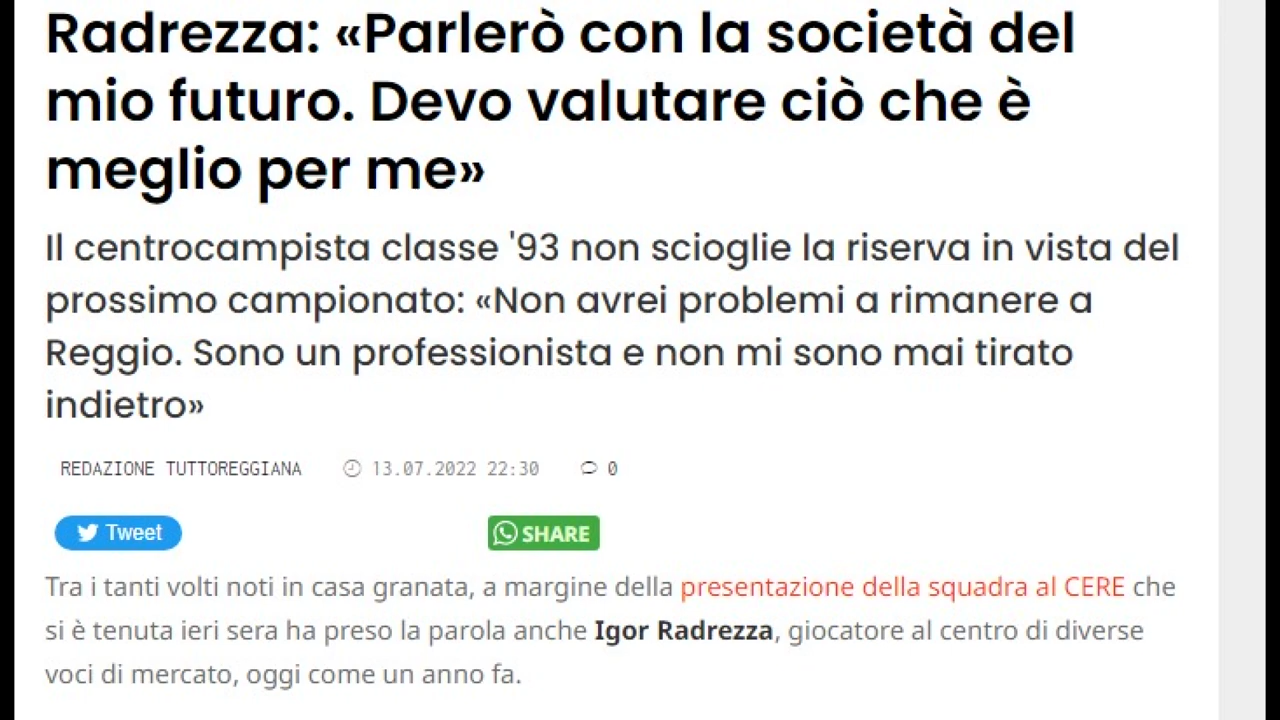 Radrezza: «Parlerò con la società del
mio futuro. Devo valutare ciò che è
meglio per me»
Il centrocampista classe '93 non scioglie la riserva in vista del
prossimo campionato: «Non avrei problemi a rimanere a
Reggio. Sono un professionista e non mi sono mai tirato
indietro»
REDAZIONE TUTTOREGGIANA 13.07.2022 22:30 0
Tweet SHARE
Tra i tanti volti noti in casa granata, a margine della presentazione della squadra al CERE che
si è tenuta ieri sera ha preso la parola anche Igor Radrezza, giocatore al centro di diverse
voci di mercato, oggi come un anno fa.